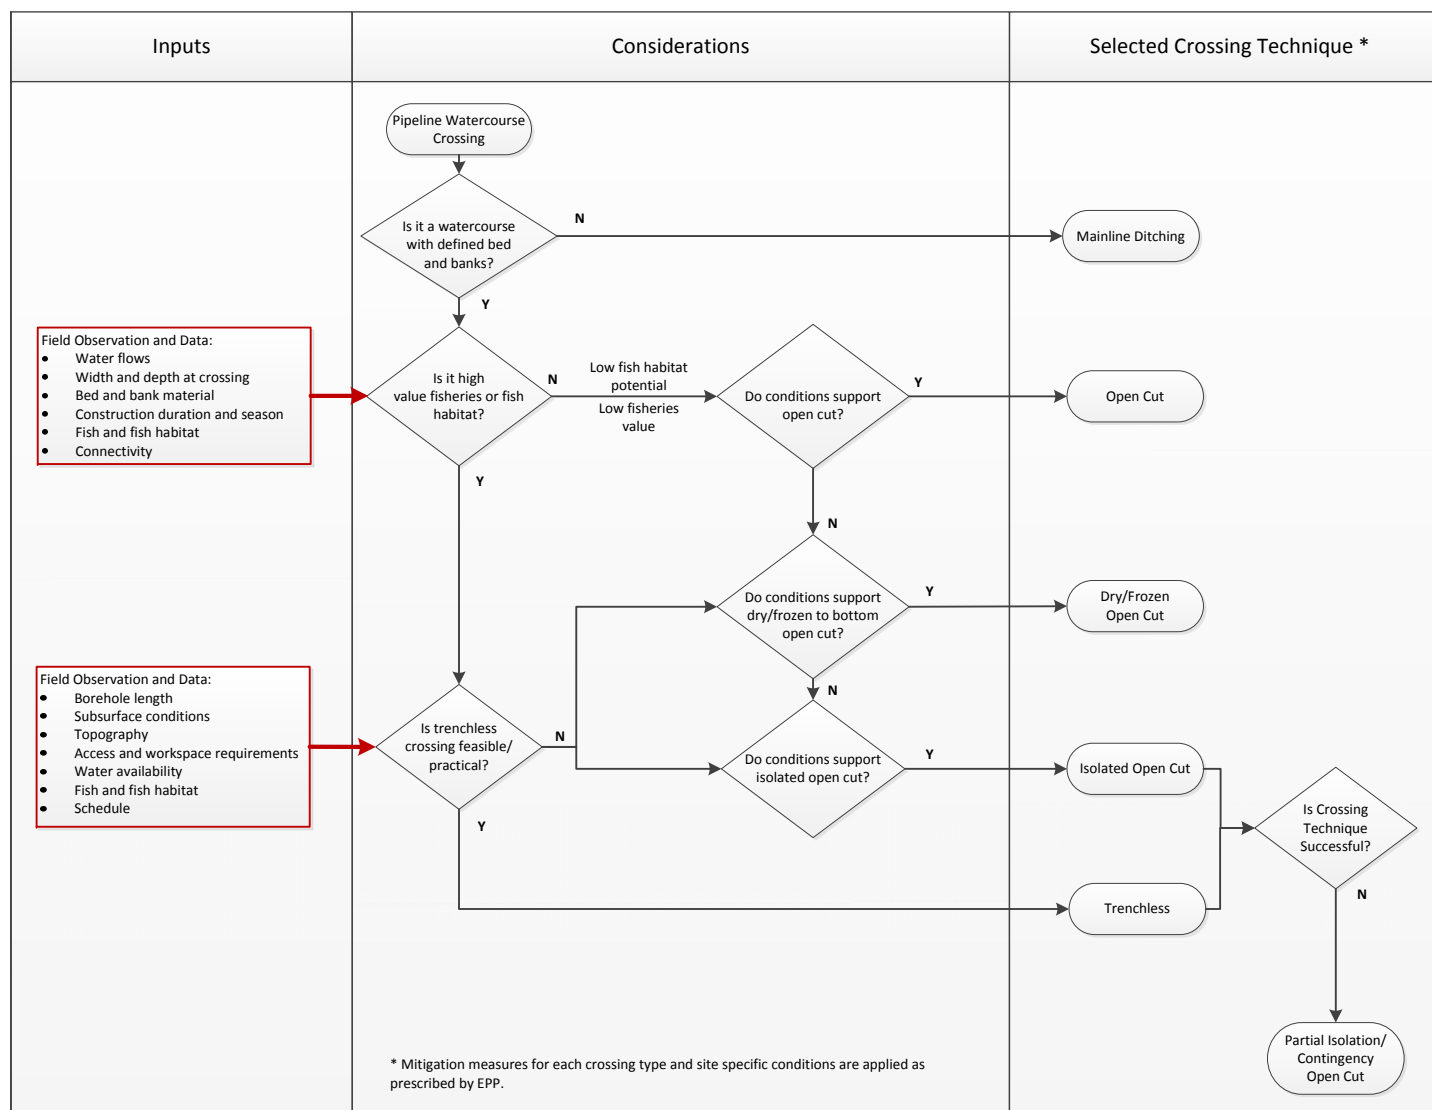 Inputs
Considerations
Selected Crossing Technique *
Pipeline Watercourse
Crossing
Is it a watercourse
with defined bed
and banks?
N
Mainline Ditching
Y
Field Observation and Data:
• Water flows
• Width and depth at crossing
• Bed and bank material
• Construction duration and season
• Fish and fish habitat
• Connectivity
Is it high
value fisheries or fish
habitat?
N
Low fish habitat
potential
Low fisheries
value
Do conditions support
open cut?
Y
Open Cut
Y
N
Do conditions support
dry/frozen to bottom
open cut?
Y
Dry/Frozen
Open Cut
N
Field Observation and Data:
• Borehole length
• Subsurface conditions
• Topography
• Access and workspace requirements
• Water availability
• Fish and fish habitat
• Schedule
Is trenchless
crossing feasible/
practical?
N
Do conditions support
isolated open cut?
Y
Isolated Open Cut
Y
Is Crossing
Technique
Successful?
Trenchless
N
Partial Isolation/
Contingency
Open Cut
* Mitigation measures for each crossing type and site specific conditions are applied as
prescribed by EPP.